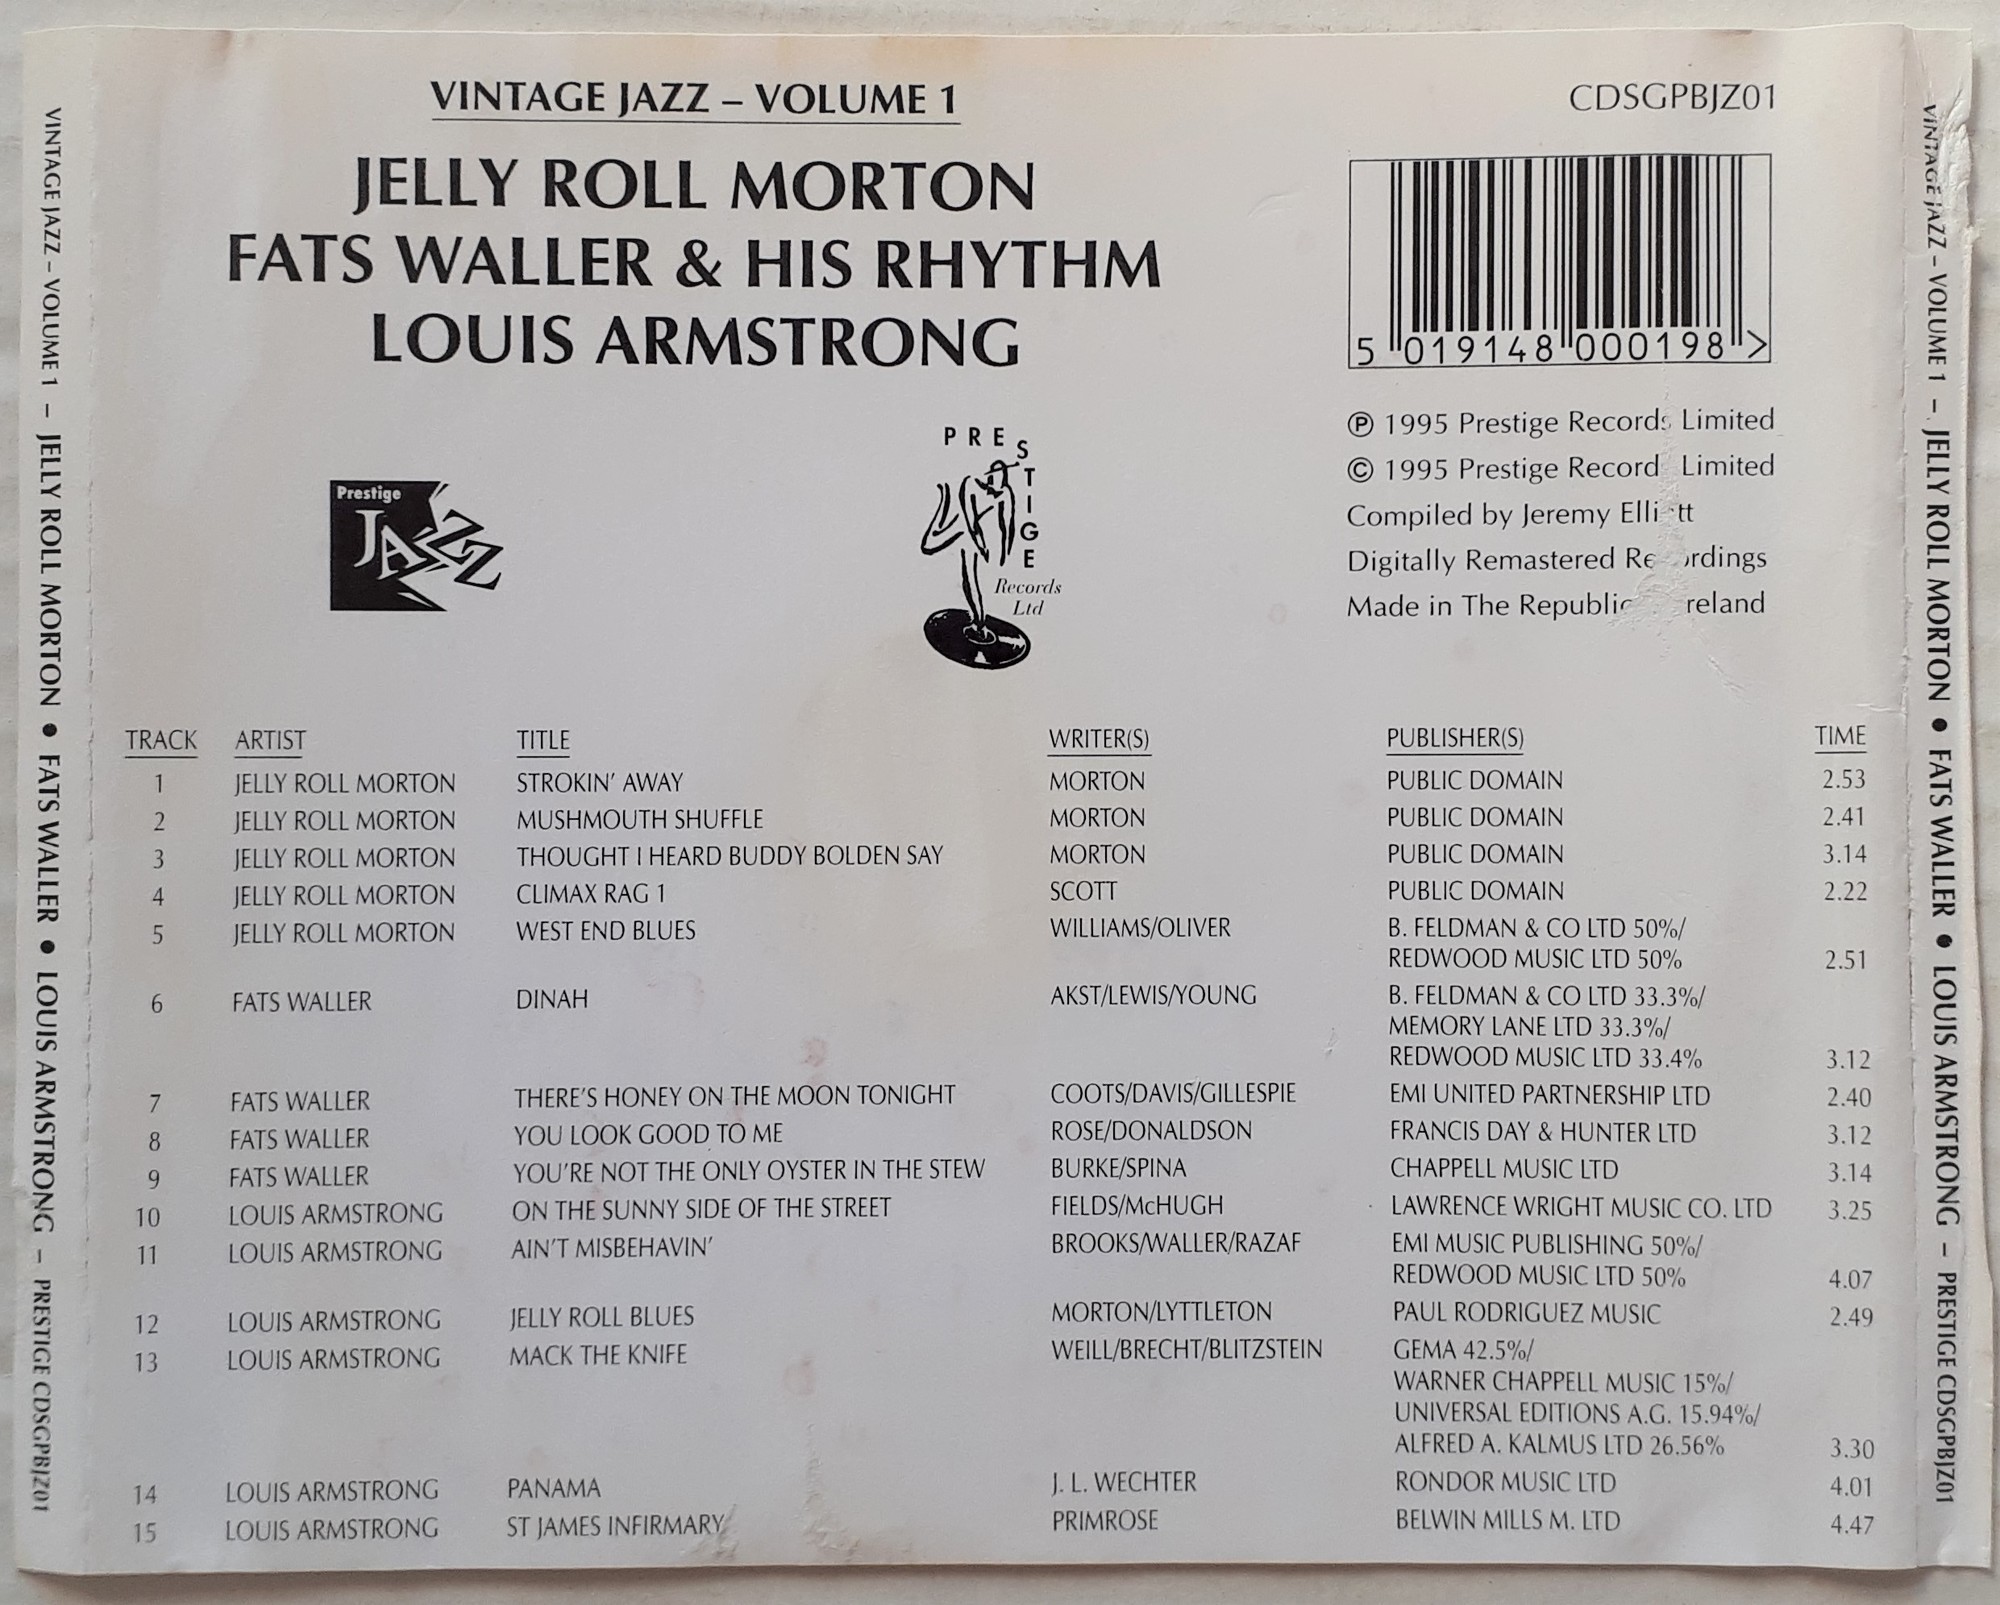 VINTAGE JAZZ – VOLUME 1
JELLY ROLL MORTON
FATS WALLER & HIS RHYTHM
LOUIS ARMSTRONG
CDSGPBJZ01
5 019148 000198 >
Prestige
JAZZ
PRESTIGE
Records
Ltd
Ⓟ 1995 Prestige Records Limited
© 1995 Prestige Record Limited
Compiled by Jeremy
Digitally Remastered
Made in The
TRACK ARTIST TITLE WRITER(S) PUBLISHER(S) TIME
1 JELLY ROLL MORTON STROKIN' AWAY MORTON PUBLIC DOMAIN 2.53
2 JELLY ROLL MORTON MUSHMOUTH SHUFFLE MORTON PUBLIC DOMAIN 2.41
3 JELLY ROLL MORTON THOUGHT I HEARD BUDDY BOLDEN SAY MORTON PUBLIC DOMAIN 3.14
4 JELLY ROLL MORTON CLIMAX RAG 1 SCOTT PUBLIC DOMAIN 2.22
5 JELLY ROLL MORTON WEST END BLUES WILLIAMS/OLIVER B. FELDMAN & CO LTD 50%/
REDWOOD MUSIC LTD 50% 2.51
6 FATS WALLER DINAH AKST/LEWIS/YOUNG B. FELDMAN & CO LTD 33.3%/
MEMORY LANE LTD 33.3%/
REDWOOD MUSIC LTD 33.4% 3.12
7 FATS WALLER THERE'S HONEY ON THE MOON TONIGHT COOTS/DAVIS/GILLESPIE EMI UNITED PARTNERSHIP LTD 2.40
8 FATS WALLER YOU LOOK GOOD TO ME ROSE/DONALDSON FRANCIS DAY & HUNTER LTD 3.12
9 FATS WALLER YOU'RE NOT THE ONLY OYSTER IN THE STEW BURKE/SPINA CHAPPELL MUSIC LTD 3.14
10 LOUIS ARMSTRONG ON THE SUNNY SIDE OF THE STREET FIELDS/McHUGH LAWRENCE WRIGHT MUSIC CO. LTD 3.25
11 LOUIS ARMSTRONG AIN'T MISBEHAVIN' BROOKS/WALLER/RAZAF EMI MUSIC PUBLISHING 50%/
REDWOOD MUSIC LTD 50% 4.07
12 LOUIS ARMSTRONG JELLY ROLL BLUES MORTON/LYTTLETON PAUL RODRIGUEZ MUSIC 2.49
13 LOUIS ARMSTRONG MACK THE KNIFE WEILL/BRECHT/BLITZSTEIN GEMA 42.5%/
WARNER CHAPPELL MUSIC 15%/
UNIVERSAL EDITIONS A.G. 15.94%/
ALFRED A. KALMUS LTD 26.56% 3.30
14 LOUIS ARMSTRONG PANAMA J. L. WECHTER RONDOR MUSIC LTD 4.01
15 LOUIS ARMSTRONG ST JAMES INFIRMARY PRIMROSE BELWIN MILLS M. LTD 4.47
VINTAGE JAZZ – VOLUME 1 – JELLY ROLL MORTON ● FATS WALLER ● LOUIS ARMSTRONG – PRESTIGE CDSGPBJZ01
VINTAGE JAZZ – VOLUME 1 – JELLY ROLL MORTON ● FATS WALLER ● LOUIS ARMSTRONG – PRESTIGE CDSGPBJZ01